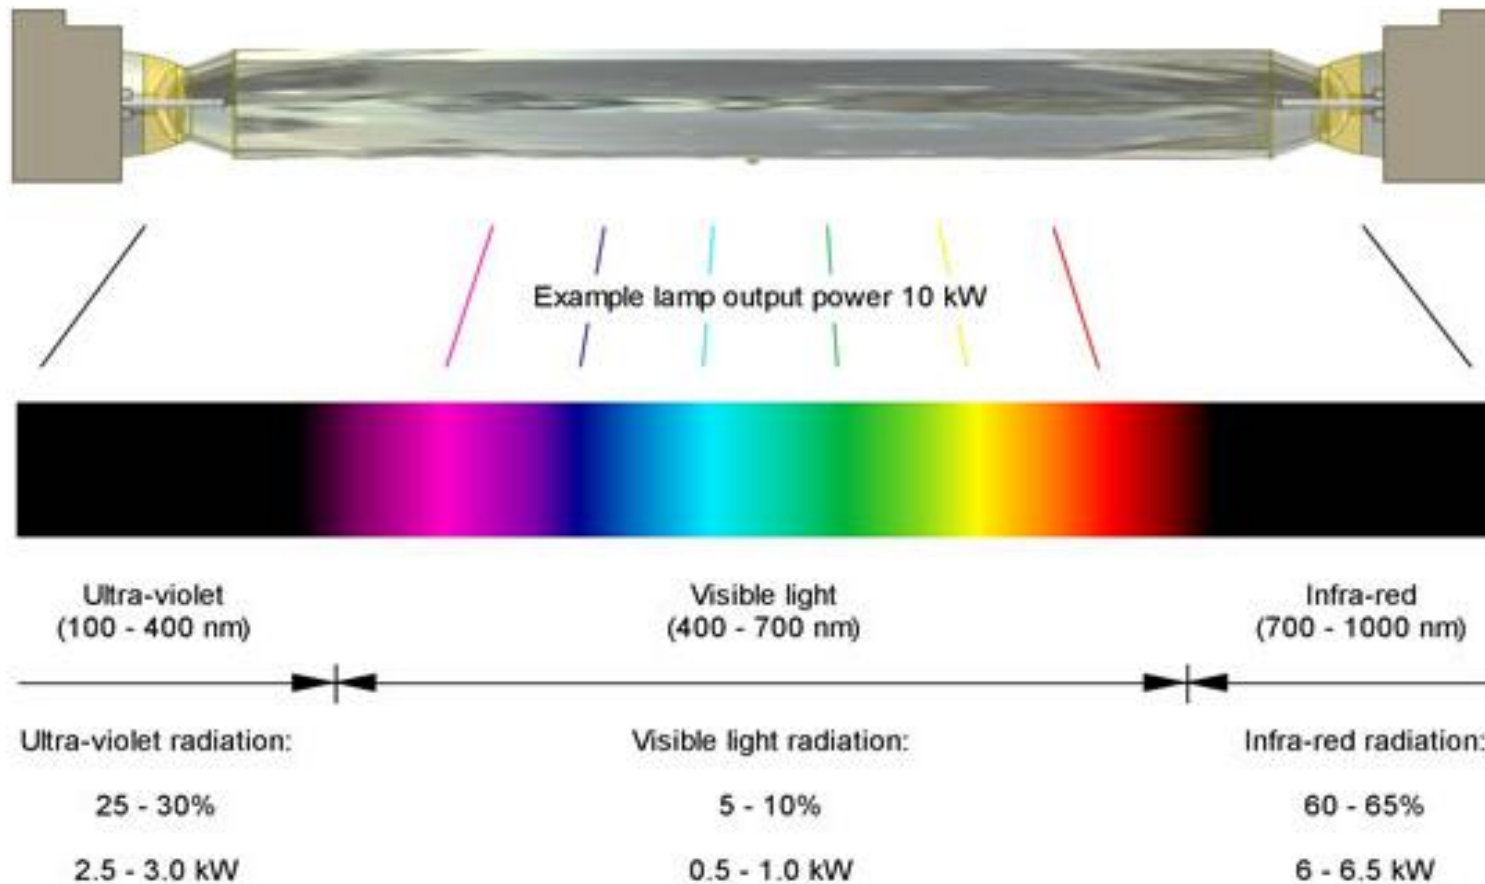 Example lamp output power 10 kW
Ultra-violet
(100 - 400 nm)
Visible light
(400 - 700 nm)
Infra-red
(700 - 1000 nm)
Ultra-violet radiation:
25 - 30%
2.5 - 3.0 kW
Visible light radiation:
5 - 10%
0.5 - 1.0 kW
Infra-red radiation:
60 - 65%
6 - 6.5 kW